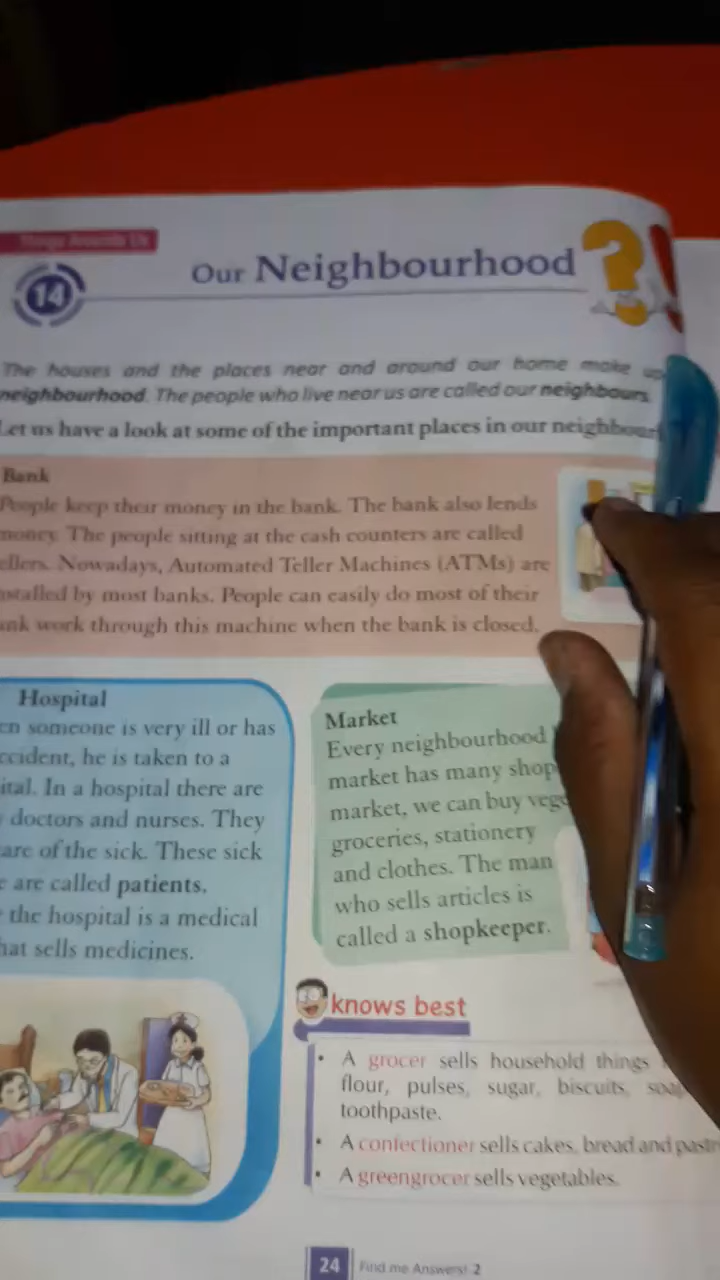 Things Around Us
14
Our Neighbourhood
The houses and the places near and around our home make up
neighbourhood. The people who live near us are called our neighbours.
Let us have a look at some of the important places in our neighbour
Bank
People keep their money in the bank. The bank also lends
money. The people sitting at the cash counters are called
ellers. Nowadays, Automated Teller Machines (ATMs) are
nstalled by most banks. People can easily do most of their
ank work through this machine when the bank is closed.
Hospital
en someone is very ill or has
ccident, he is taken to a
ital. In a hospital there are
doctors and nurses. They
are of the sick. These sick
e are called patients.
the hospital is a medical
hat sells medicines.
Market
Every neighbourhood
market has many shop
market, we can buy vege
groceries, stationery
and clothes. The man
who sells articles is
called a shopkeeper.
knows best
• A grocer sells household things
flour, pulses, sugar, biscuits, soap
toothpaste.
• A confectioner sells cakes, bread and pastr
• A greengrocer sells vegetables.
24 Find me Answers! 2